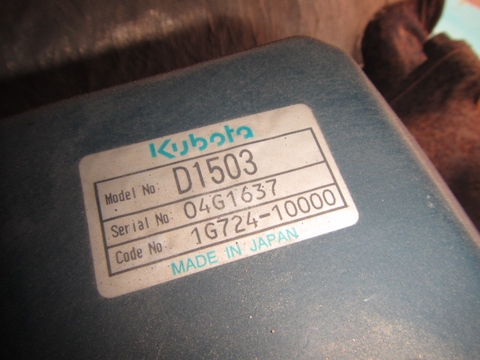 Kubota
Model No D1503
Serial No 04G1637
Code No. 1G724-10000
MADE IN JAPAN